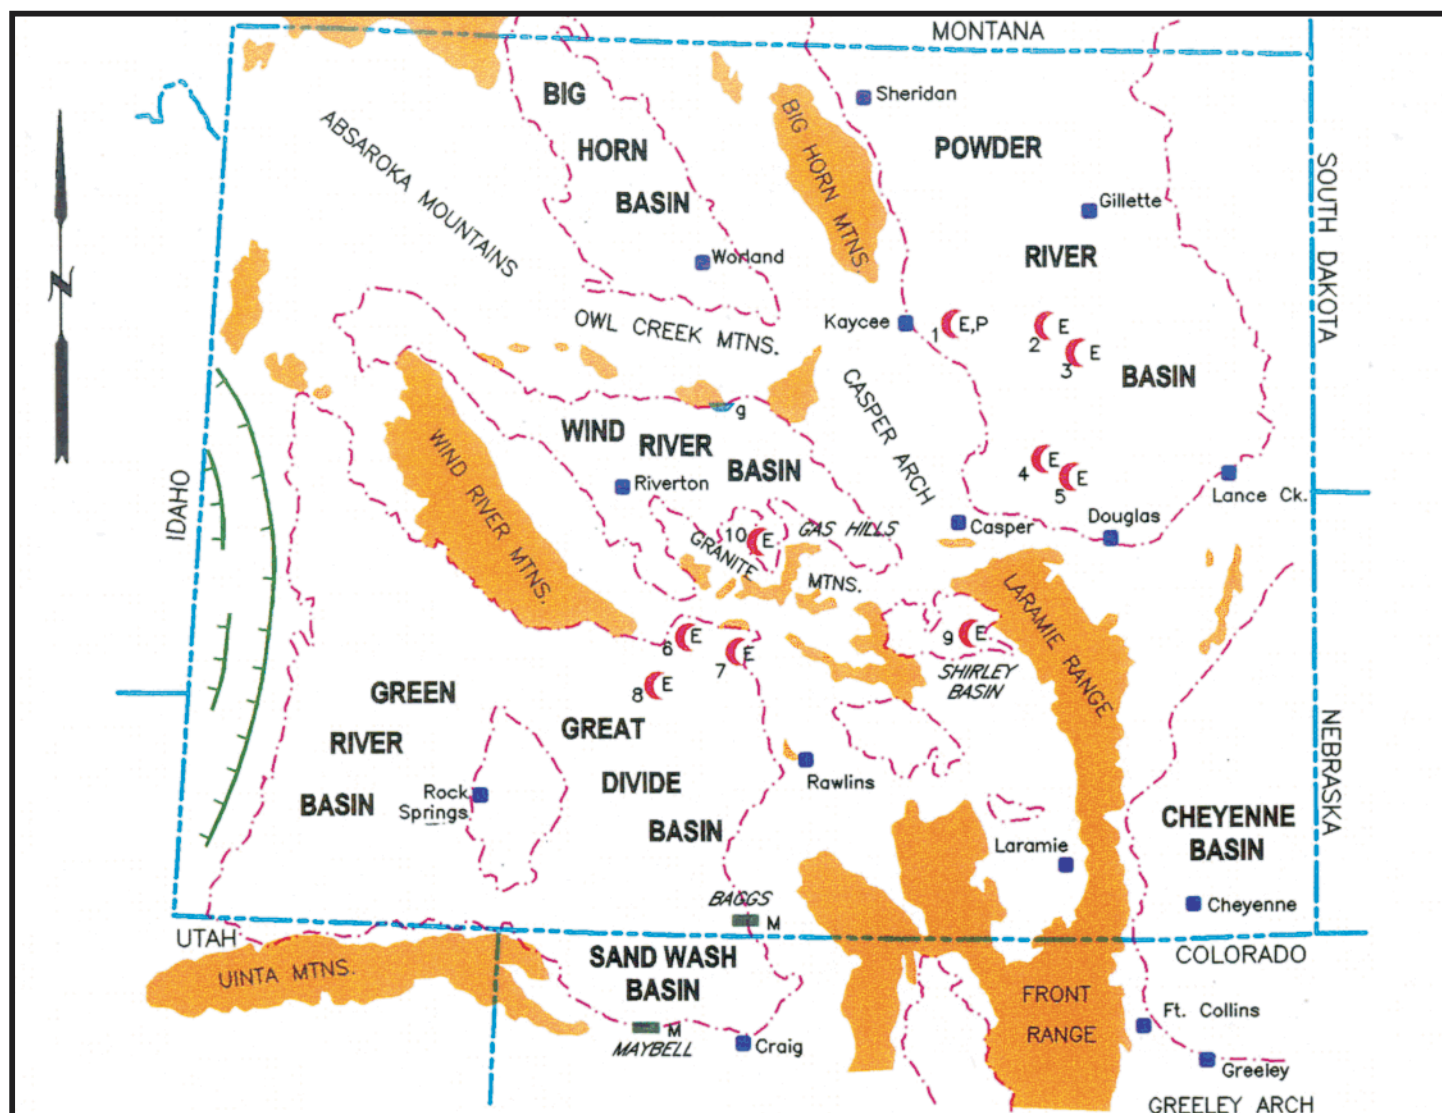 MONTANA
BIG
HORN
BASIN
Sheridan
POWDER
BIG HORN MTNS.
ABSAROKA MOUNTAINS
SOUTH DAKOTA
Gillette
RIVER
Worland
N
OWL CREEK MTNS.
Kaycee
1 E,P
2 E
3 E
BASIN
CASPER ARCH
g
WIND
RIVER
BASIN
WIND RIVER MTNS.
Riverton
4 E
5 E
Lance Ck.
IDAHO
GAS HILLS
10 E
GRANITE
MTNS.
Casper
Douglas
LARAMIE RANGE
6 E
7 E
8 E
9 E
SHIRLEY
BASIN
GREEN
RIVER
BASIN
GREAT
DIVIDE
BASIN
Rock
Springs
Rawlins
NEBRASKA
CHEYENNE
BASIN
Laramie
Cheyenne
BAGGS
M
UTAH
COLORADO
UINTA MTNS.
SAND WASH
BASIN
M
MAYBELL
Craig
FRONT
RANGE
Ft. Collins
Greeley
GREELEY ARCH